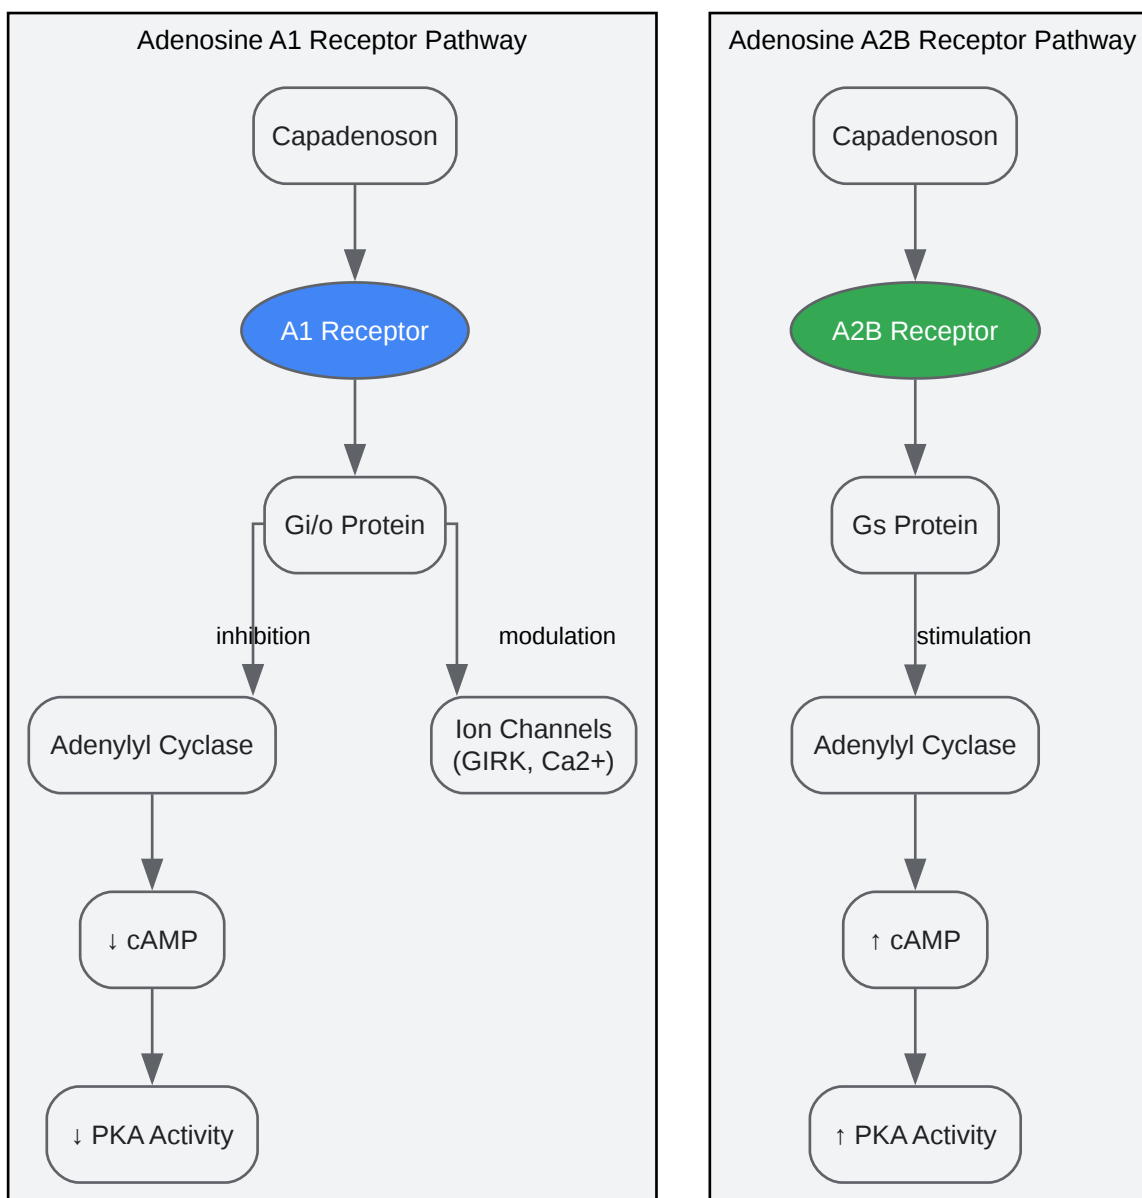 Adenosine A1 Receptor Pathway
Capadenoson
A1 Receptor
Gi/o Protein
inhibition
modulation
Adenylyl Cyclase
Ion Channels
(GIRK, Ca2+)
↓ cAMP
↓ PKA Activity
Adenosine A2B Receptor Pathway
Capadenoson
A2B Receptor
Gs Protein
stimulation
Adenylyl Cyclase
↑ cAMP
↑ PKA Activity